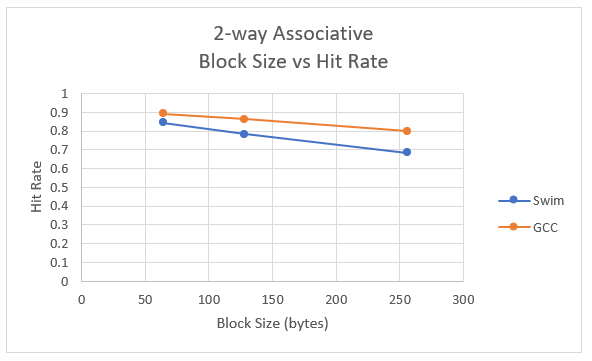 2-way Associative
Block Size vs Hit Rate
1
0.9
0.8
0.7
0.6
0.5
0.4
0.3
0.2
0.1
0
Hit Rate
0 50 100 150 200 250 300
Block Size (bytes)
Swim
GCC